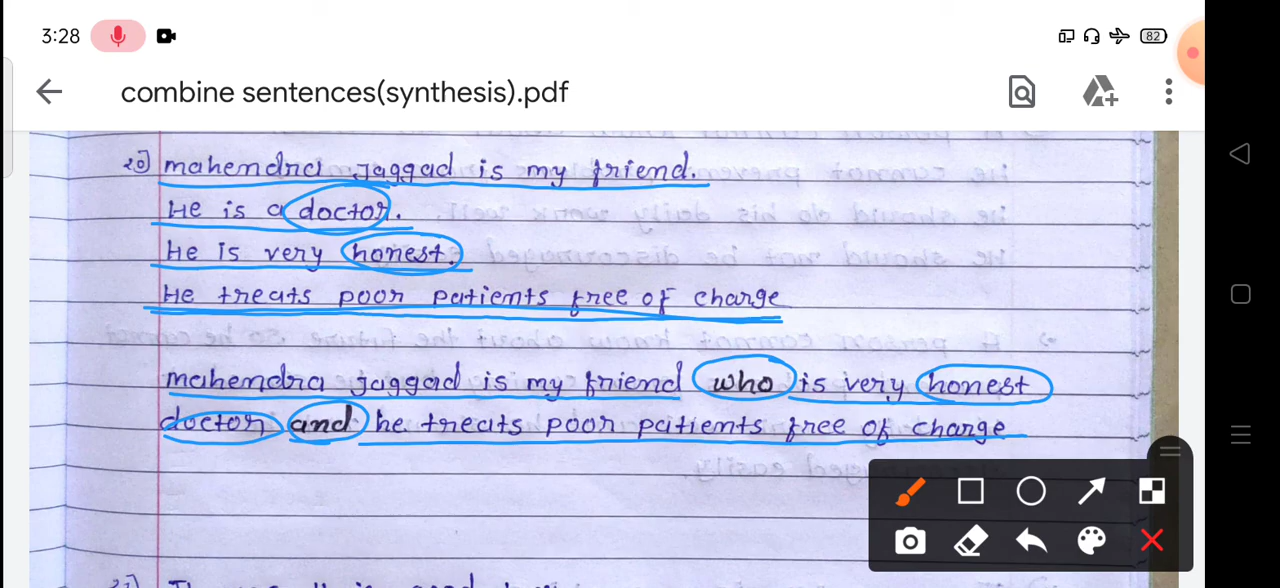 3:28
82
combine sentences(synthesis).pdf
20) mahendra Jaggad is my friend.
He is a doctor.
He is very honest.
He treats poor patients free of charge
mahendra jaggad is my friend who is very honest
doctor and he treats poor patients free of charge